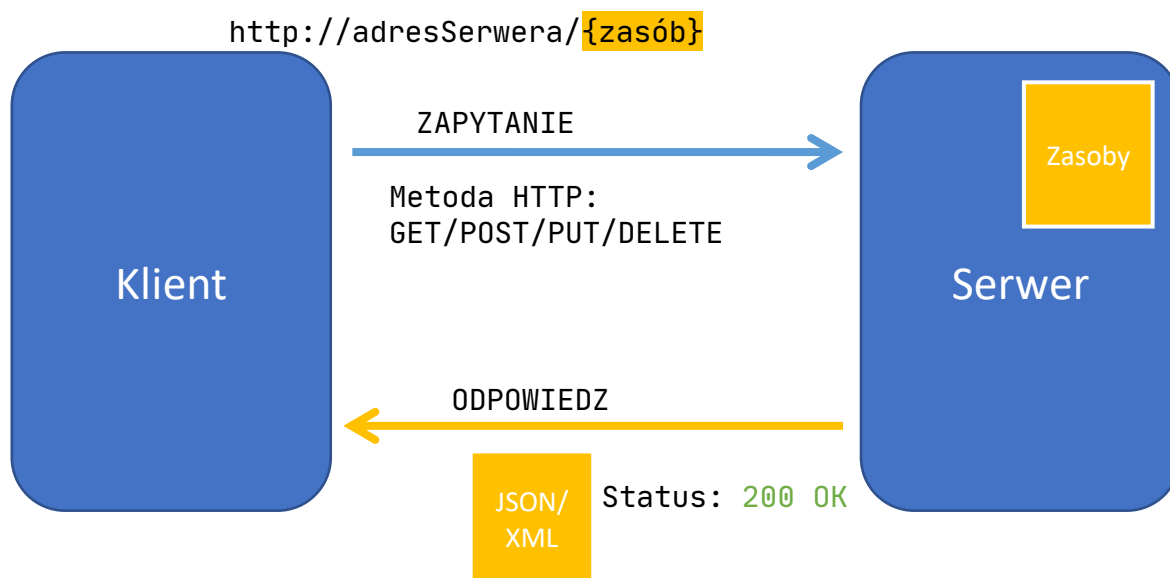 http://adresSerwera/{zasób}
ZAPYTANIE
Zasoby
Metoda HTTP:
GET/POST/PUT/DELETE
Klient
Serwer
ODPOWIEDZ
JSON/
XML
Status: 200 OK